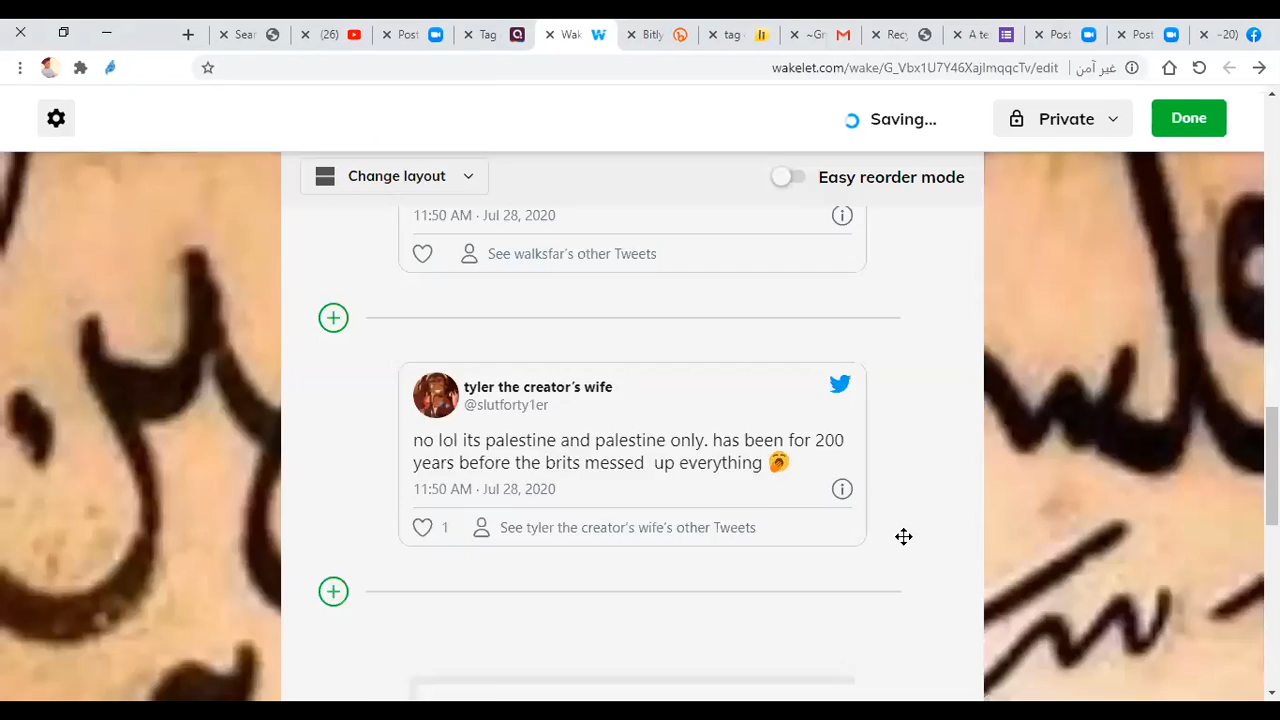 Sear
(26)
Post
Tag
Wak
Bitly
tag
~Gr
Recy
A te
Post
Post
~20)
wakelet.com/wake/G_Vbx1U7Y46XajImqqcTv/edit
غير آمن
Saving...
Private
Done
Change layout
Easy reorder mode
11:50 AM · Jul 28, 2020
See walksfar's other Tweets
tyler the creator's wife
@slutforty1er
no lol its palestine and palestine only. has been for 200
years before the brits messed up everything
11:50 AM · Jul 28, 2020
1
See tyler the creator's wife's other Tweets